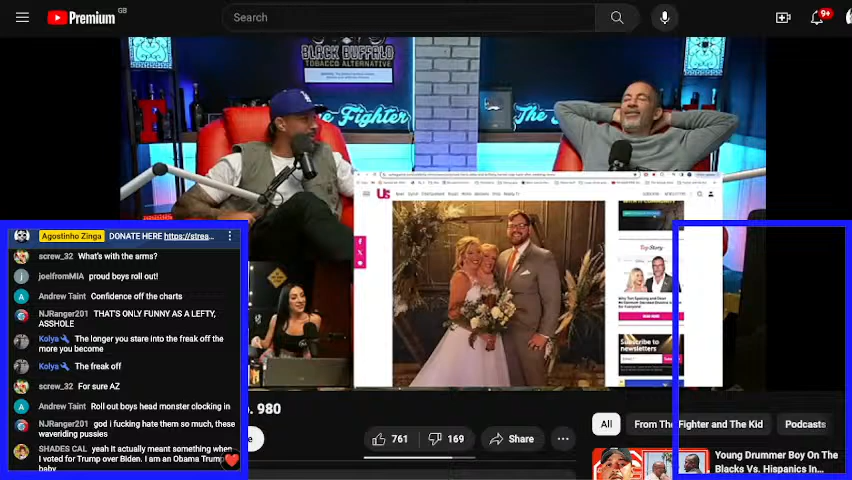 Premium GB
Search
9+
BLACK BUFFALO
TOBACCO ALTERNATIVE
The Fighter
The
Us
Top Story
Subscribe to
newsletters
Agostinho Zinga DONATE HERE https://strea...
screw_32 What's with the arms?
joelfromMIA proud boys roll out!
Andrew Taint Confidence off the charts
NJRanger201 THAT'S ONLY FUNNY AS A LEFTY,
ASSHOLE
Kolya The longer you stare into the freak off the
more you become
Kolya The freak off
screw_32 For sure AZ
Andrew Taint Roll out boys head monster clocking in
NJRanger201 god i fucking hate them so much, these
waveriding pussies
SHADES CAL yeah it actually meant something when
I voted for Trump over Biden. I am an Obama Trump
baby
. 980
761
169
Share
All
From The Fighter and The Kid
Podcasts
Young Drummer Boy On The
Blacks Vs. Hispanics In...